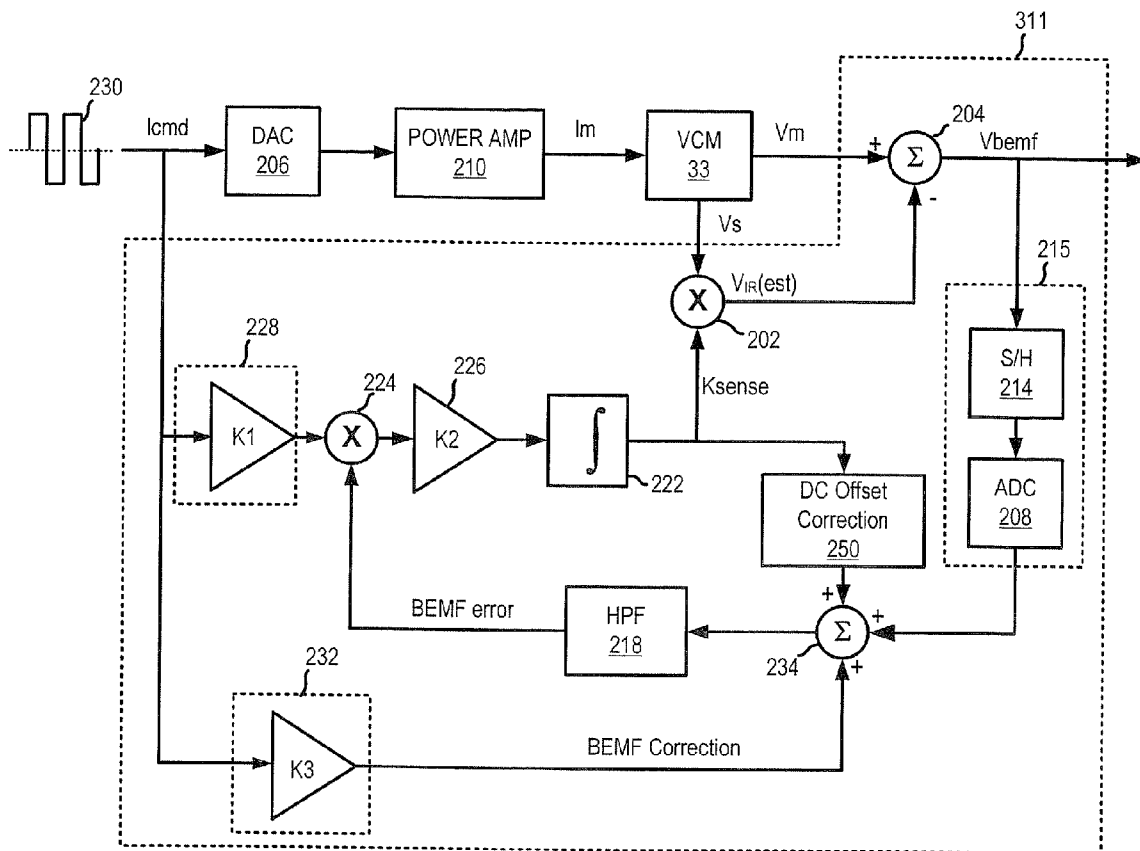 311
230
Icmd
DAC
206
POWER AMP
210
Im
VCM
33
Vm
+
Σ
204
Vbemf
-
Vs
X
202
VIR(est)
215
S/H
214
ADC
208
228
K1
224
X
226
K2
∫
222
Ksense
DC Offset
Correction
250
+
+
Σ
234
+
BEMF error
HPF
218
232
K3
BEMF Correction